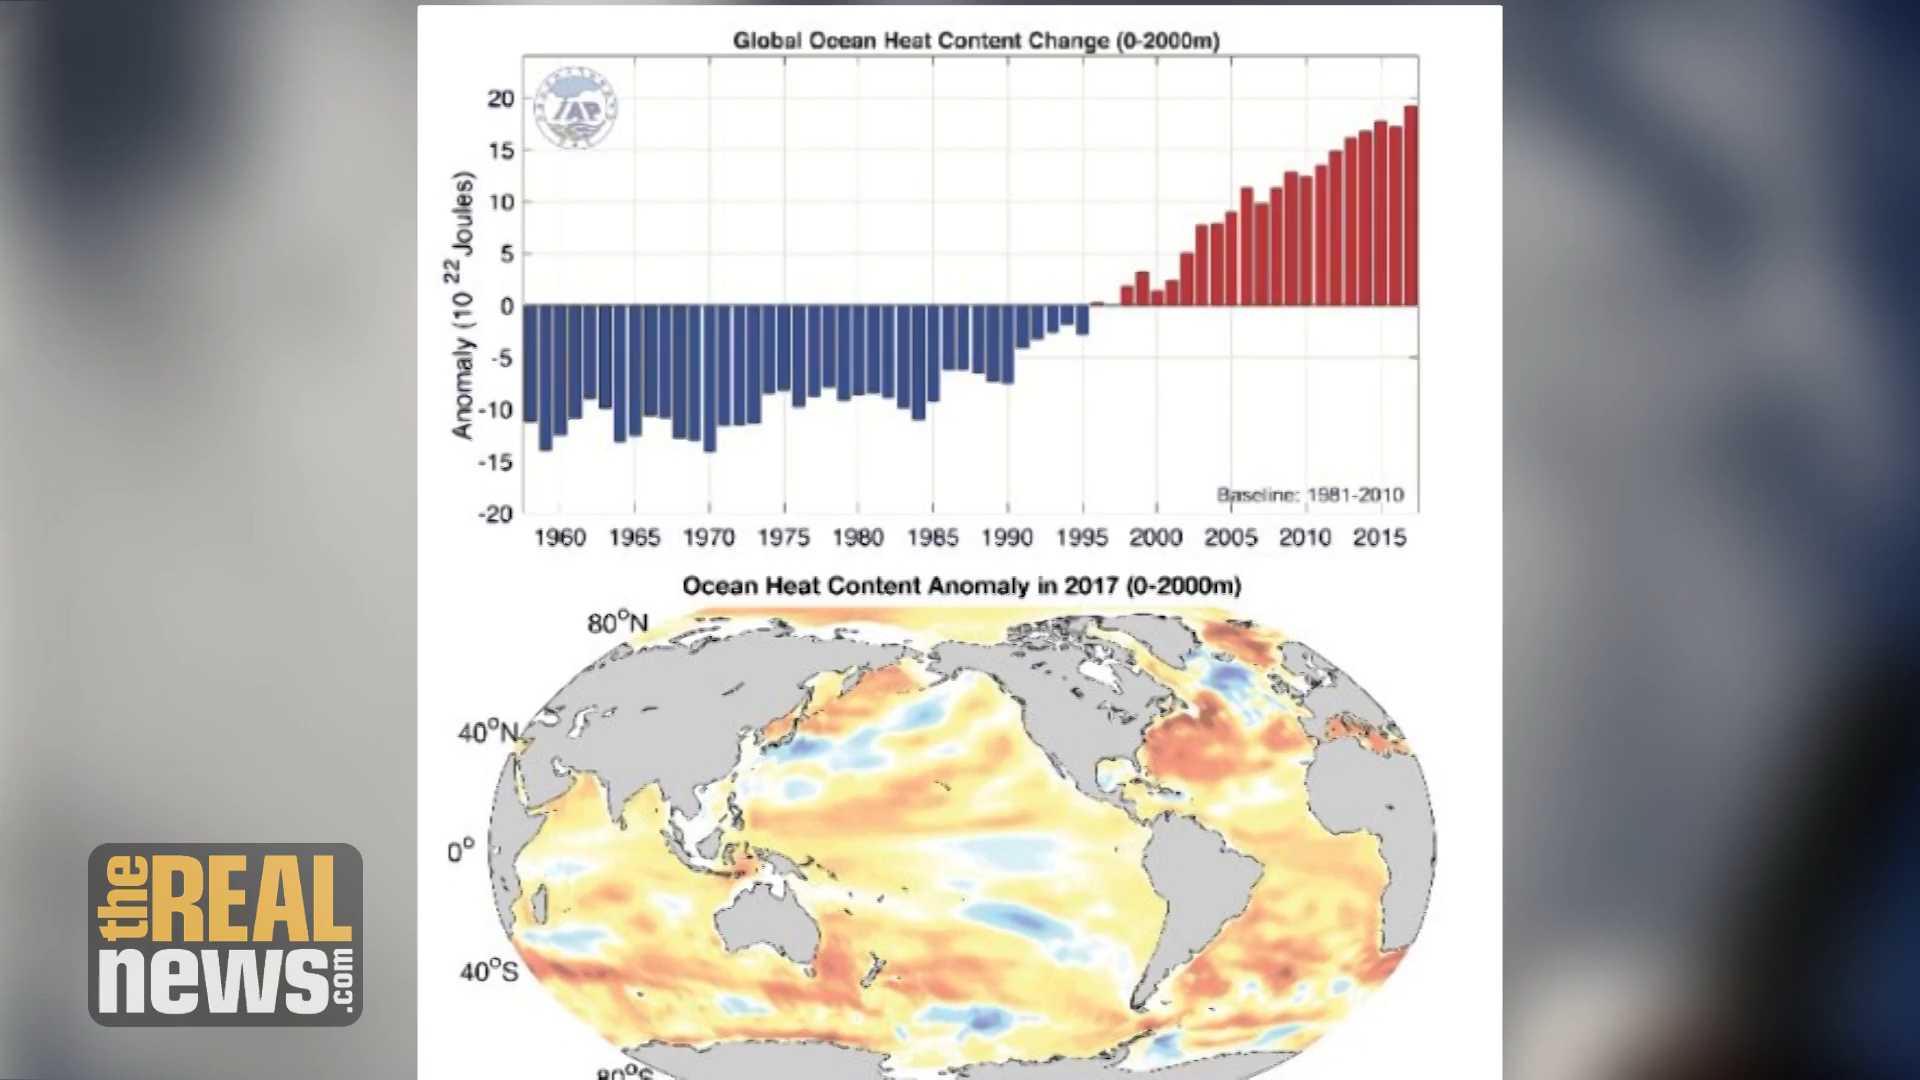 Global Ocean Heat Content Change (0-2000m)
IAP
20
15
10
5
0
-5
-10
-15
-20
Anomaly (10 22 Joules)
Baseline: 1981-2010
1960 1965 1970 1975 1980 1985 1990 1995 2000 2005 2010 2015
Ocean Heat Content Anomaly in 2017 (0-2000m)
80°N
40°N
0°
40°S
80°S
the REAL
news.com